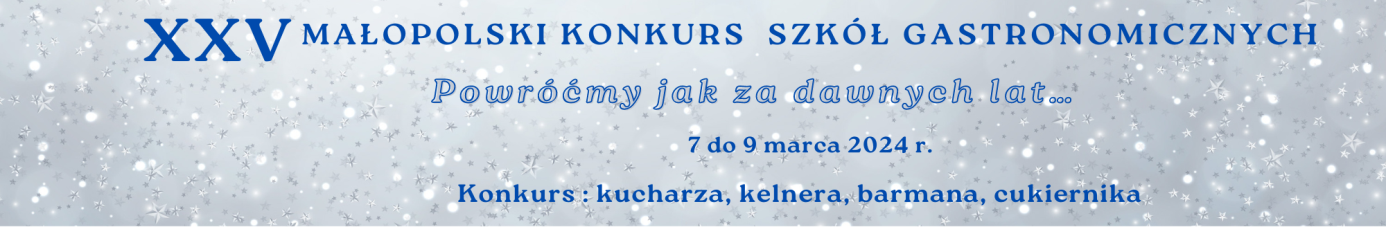 XXV MAŁOPOLSKI KONKURS SZKÓŁ GASTRONOMICZNYCH
Powróćmy jak za dawnych lat...
7 do 9 marca 2024 r.
Konkurs : kucharza, kelnera, barmana, cukiernika